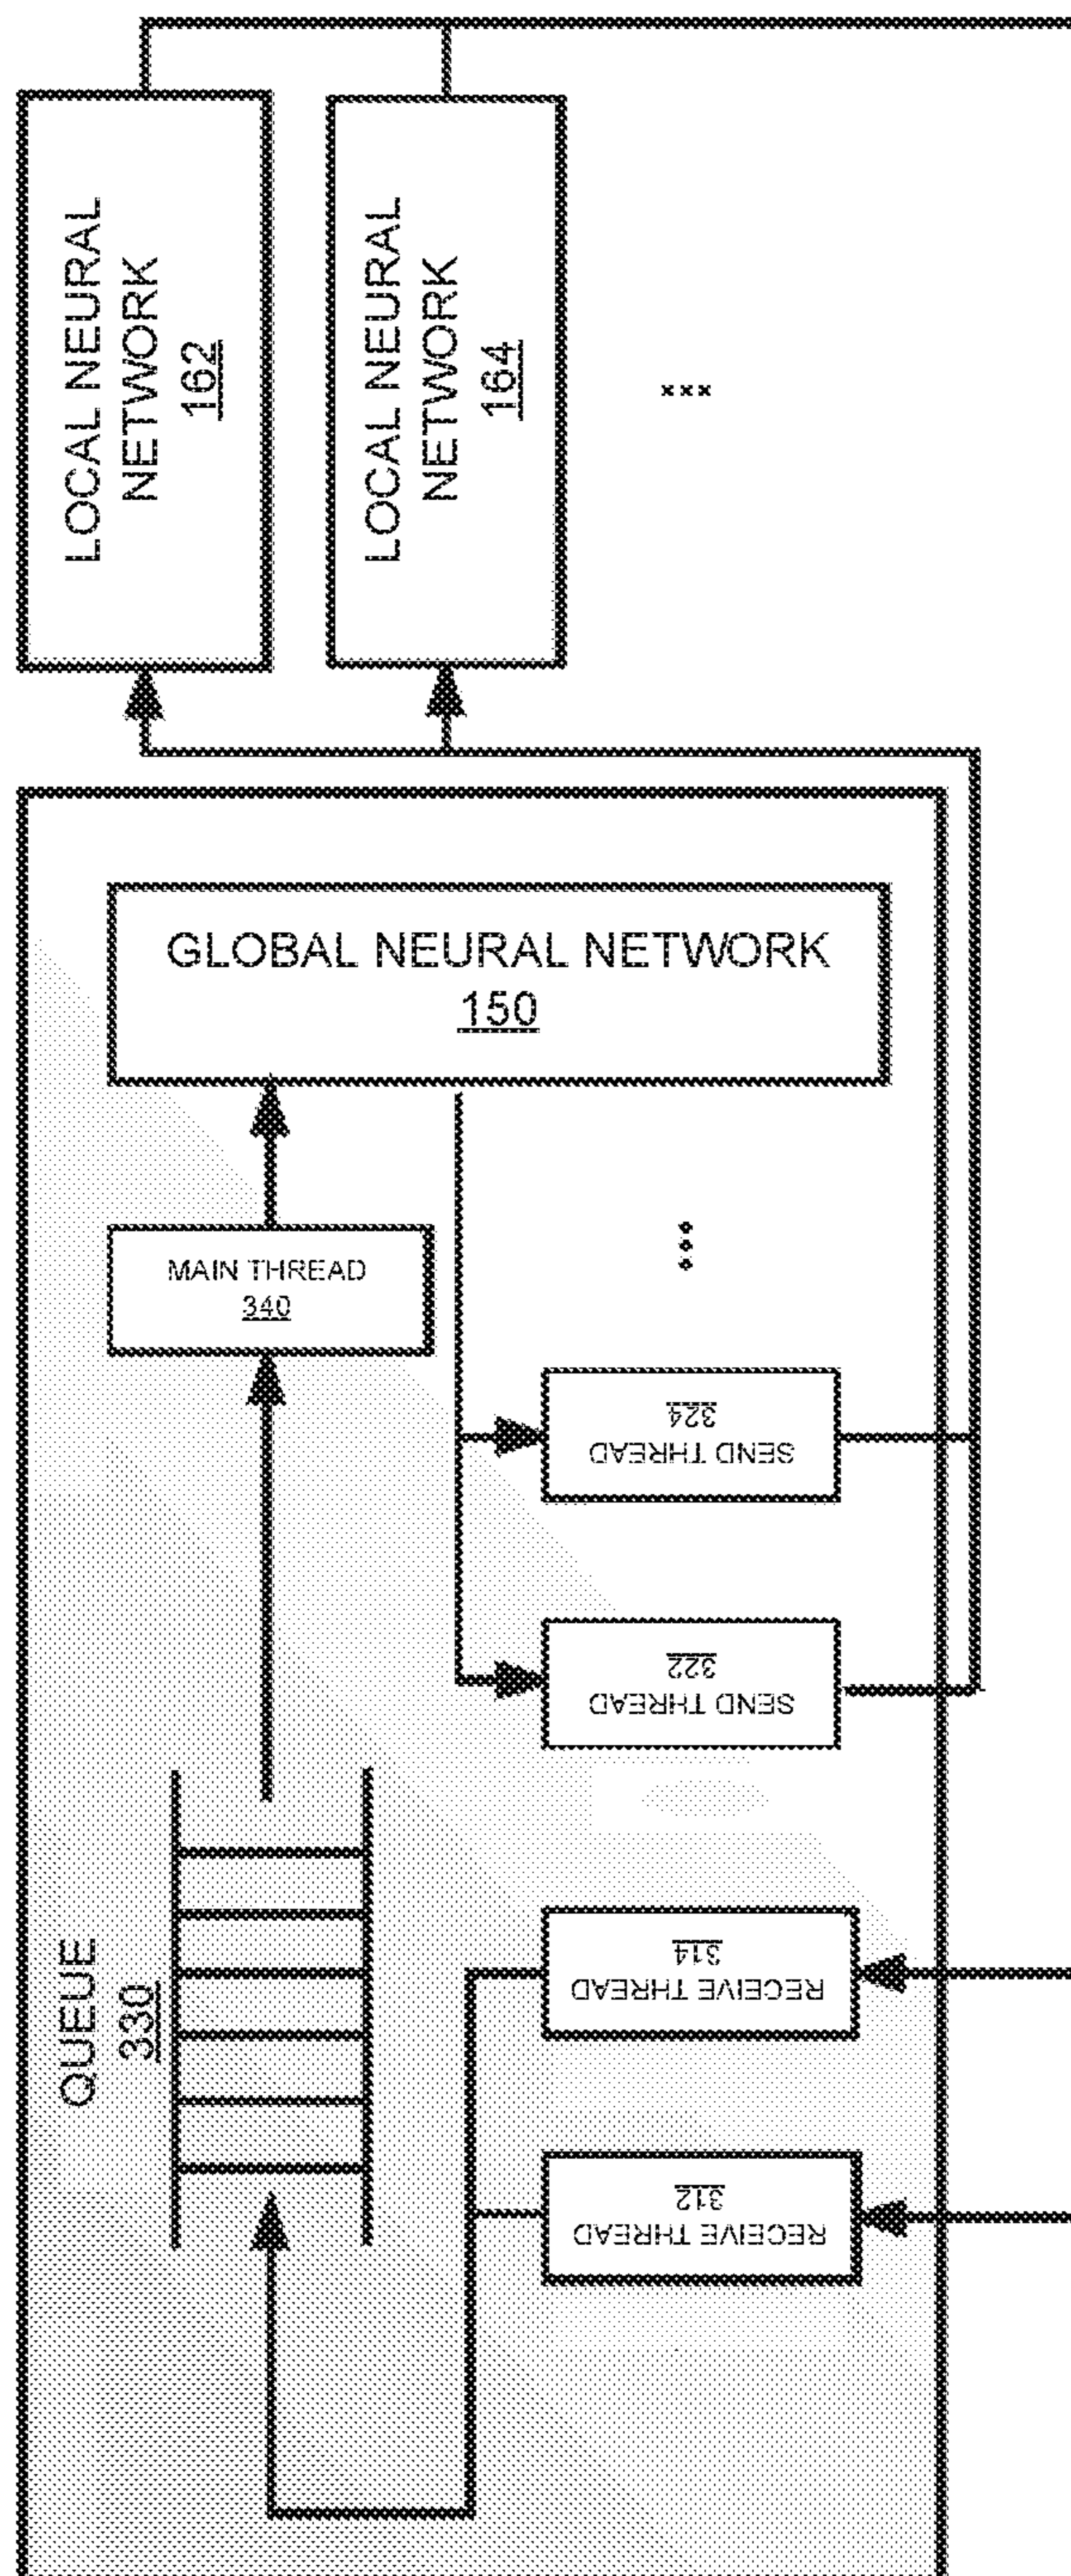 LOCAL NEURAL
NETWORK
162
LOCAL NEURAL
NETWORK
164
...
GLOBAL NEURAL NETWORK
150
MAIN THREAD
340
...
SEND THREAD
324
SEND THREAD
322
QUEUE
330
RECEIVE THREAD
314
RECEIVE THREAD
312